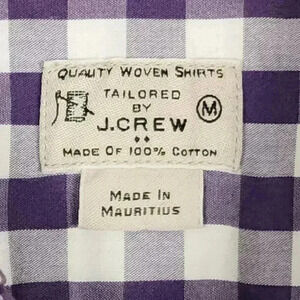 Quality Woven Shirts
Tailored
By
M
J.Crew
Made Of 100% Cotton
Made In
Mauritius